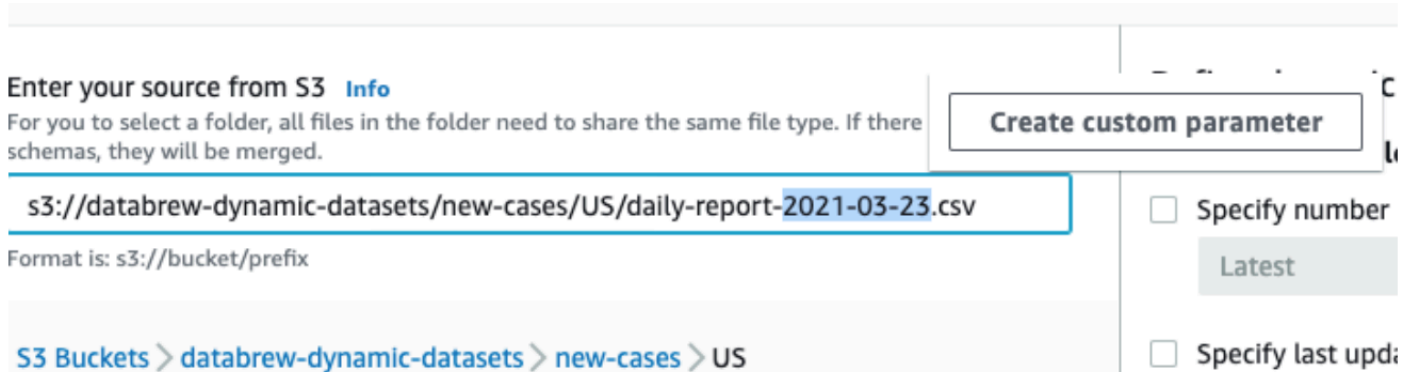 Enter your source from S3 Info
For you to select a folder, all files in the folder need to share the same file type. If there
schemas, they will be merged.
s3://databrew-dynamic-datasets/new-cases/US/daily-report-2021-03-23.csv
Format is: s3://bucket/prefix
S3 Buckets > databrew-dynamic-datasets > new-cases > US
Create custom parameter
Specify number
Latest
Specify last upda